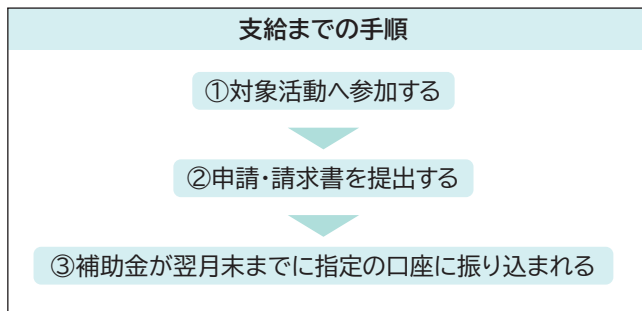 支給までの手順
①対象活動へ参加する
②申請・請求書を提出する
③補助金が翌月末までに指定の口座に振り込まれる